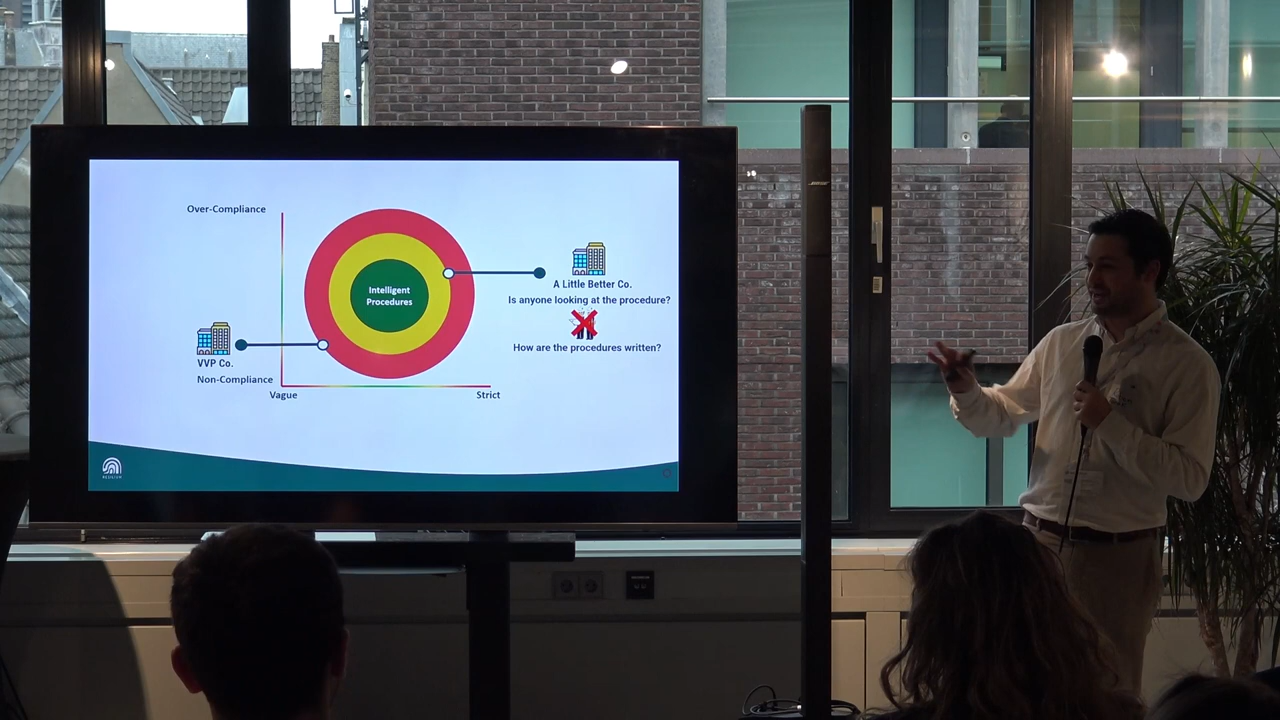 Over-Compliance
Intelligent
Procedures
A Little Better Co.
Is anyone looking at the procedure?
How are the procedures written?
VVP Co.
Non-Compliance
Vague
Strict